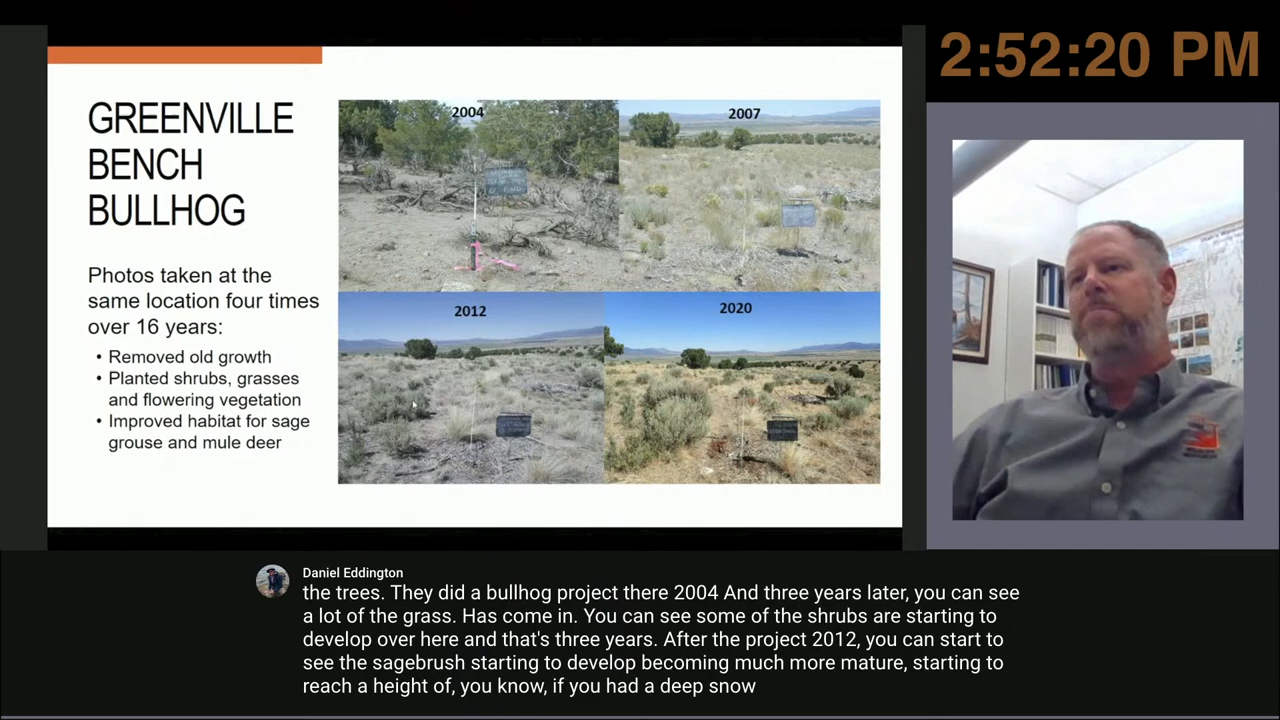 2:52:20 PM
GREENVILLE
BENCH
BULLHOG
Photos taken at the
same location four times
over 16 years:
• Removed old growth
• Planted shrubs, grasses
and flowering vegetation
• Improved habitat for sage
grouse and mule deer
2004
2007
2012
2020
Daniel Eddington
the trees. They did a bullhog project there 2004 And three years later, you can see
a lot of the grass. Has come in. You can see some of the shrubs are starting to
develop over here and that's three years. After the project 2012, you can start to
see the sagebrush starting to develop becoming much more mature, starting to
reach a height of, you know, if you had a deep snow